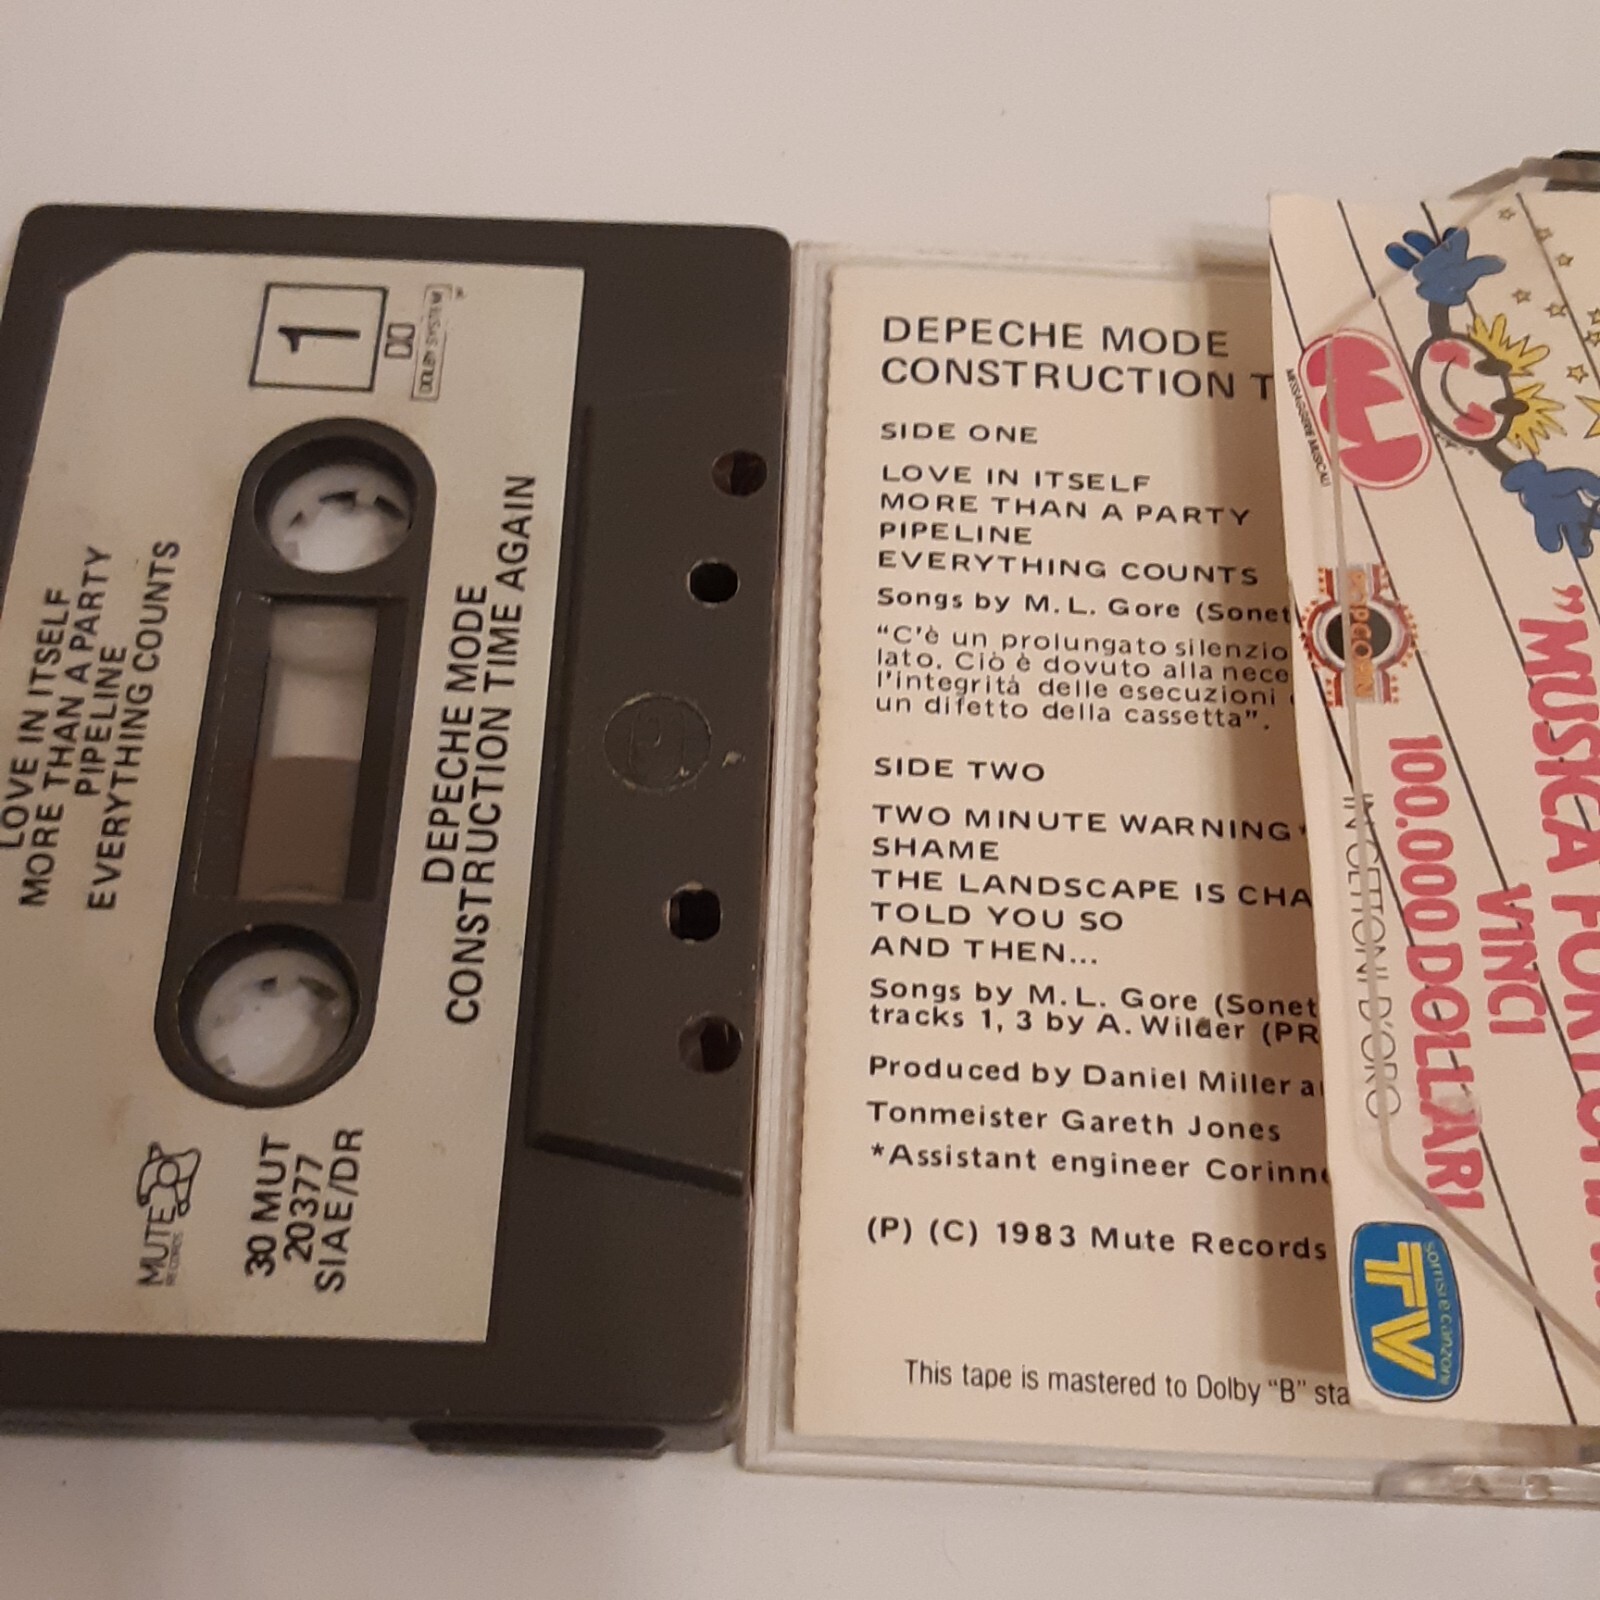 1
DOLBY SYSTEM
LOVE IN ITSELF
MORE THAN A PARTY
PIPELINE
EVERYTHING COUNTS
DEPECHE MODE
CONSTRUCTION TIME AGAIN
MUTE
RECORDS
30 MUT
20377
SIAE/DR
DEPECHE MODE
CONSTRUCTION T
SIDE ONE
LOVE IN ITSELF
MORE THAN A PARTY
PIPELINE
EVERYTHING COUNTS
Songs by M.L. Gore (Sonet
“C'è un prolungato silenzio
lato. Ciò è dovuto alla nece
l'integrità delle esecuzioni
un difetto della cassetta”.
SIDE TWO
TWO MINUTE WARNING*
SHAME
THE LANDSCAPE IS CHA
TOLD YOU SO
AND THEN...
Songs by M.L. Gore (Sonet
tracks 1, 3 by A. Wilder (PR
Produced by Daniel Miller a
Tonmeister Gareth Jones
*Assistant engineer Corinne
(P) (C) 1983 Mute Records
This tape is mastered to Dolby “B” sta
MESSAGGERIE MUSICALI
"MUSICA
VINCI
100.000 DOLLARI
IN GETTONI D'ORO
sorrisi e canzoni
TV